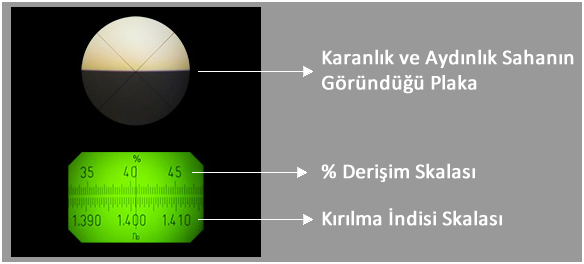 Karanlık ve Aydınlık Sahanın
Göründüğü Plaka
%
35 40 45
% Derişim Skalası
1.390 1.400 1.410
Kırılma İndisi Skalası
n_D